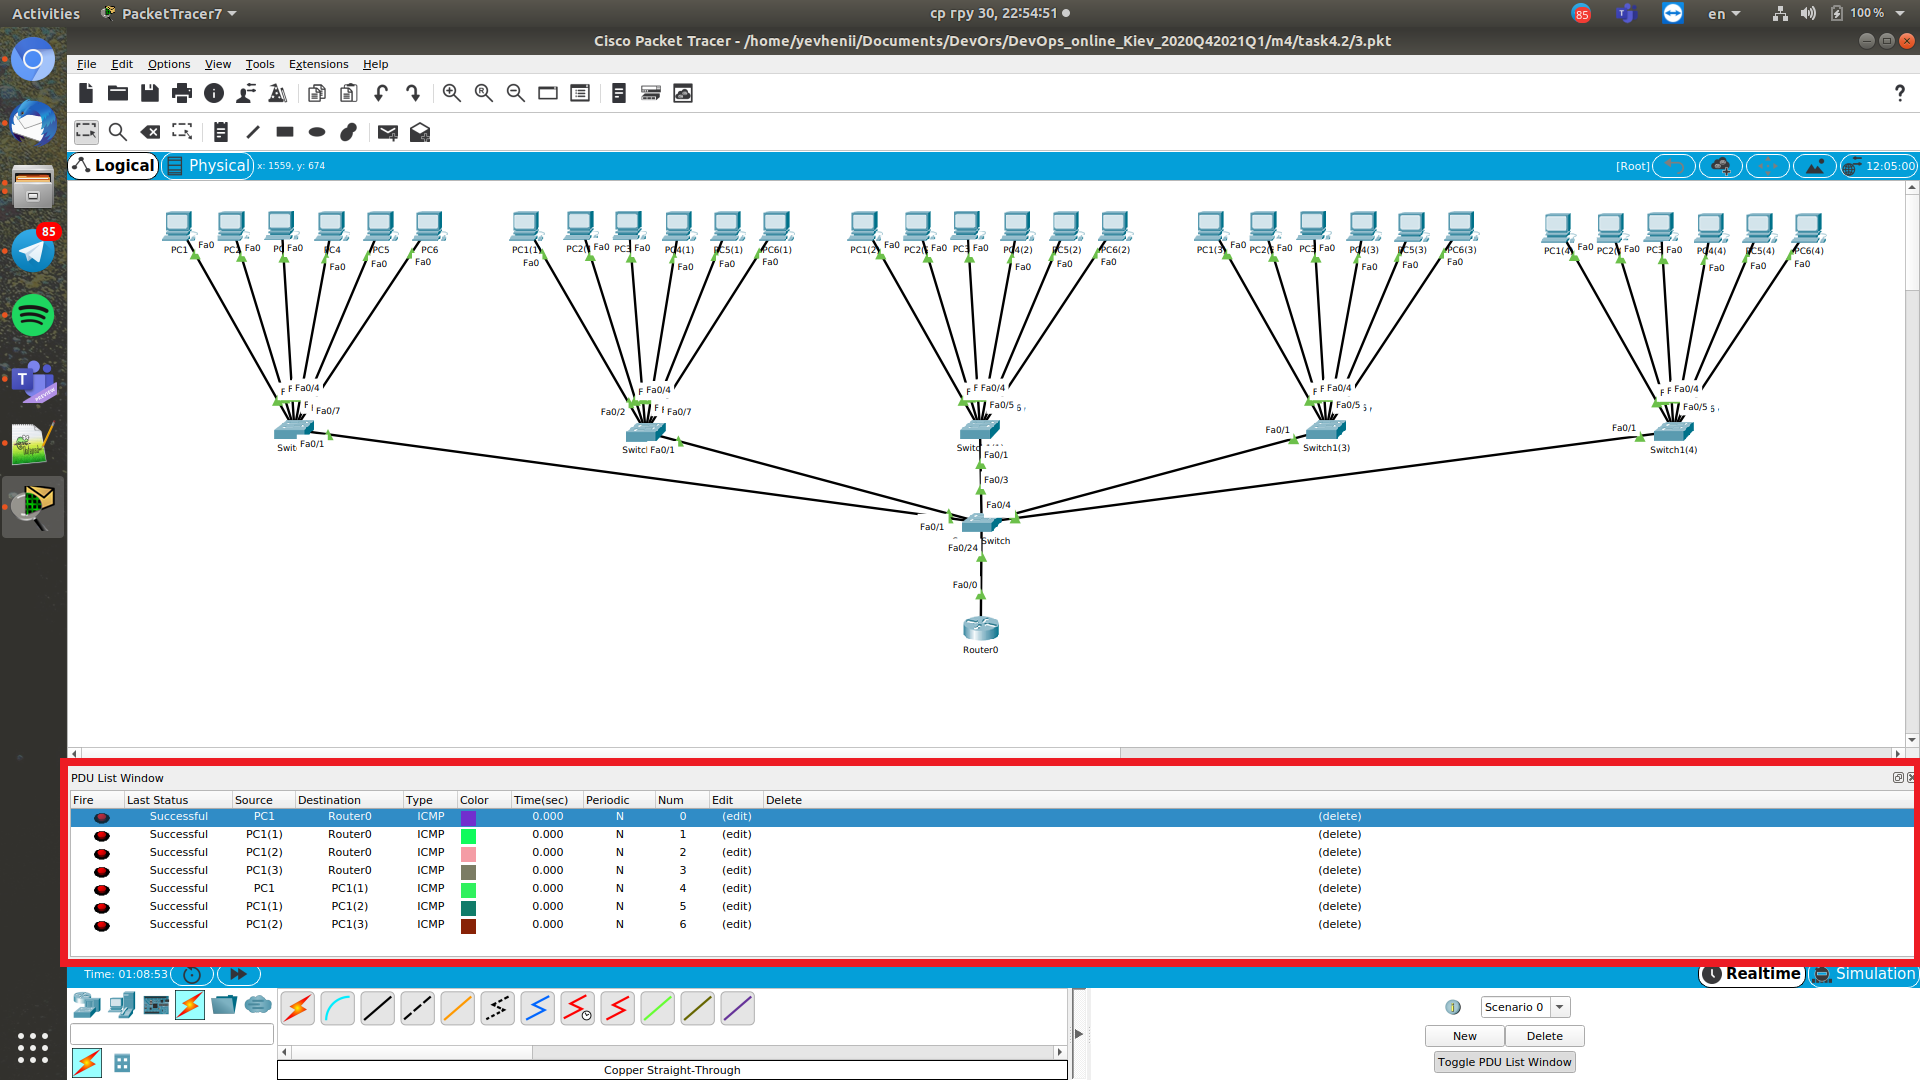 Activities PacketTracer7 ср гру 30, 22:54:51 85 en 100 %
Cisco Packet Tracer - /home/yevhenii/Documents/DevOrs/DevOps_online_Kiev_2020Q42021Q1/m4/task4.2/3.pkt
File Edit Options View Tools Extensions Help
?
Logical Physical x: 1559, y: 674 [Root] 12:05:00
85
PC1 Fa0 PC2 Fa0 PC Fa0 PC4 Fa0 PC5 Fa0 PC6 Fa0
PC1(1) Fa0 PC2( Fa0 PC3 Fa0 PC4(1) Fa0 PC5(1) Fa0 PC6(1) Fa0
PC1(2) Fa0 PC2( Fa0 PC3 Fa0 PC4(2) Fa0 PC5(2) Fa0 PC6(2) Fa0
PC1(3) Fa0 PC2( Fa0 PC3 Fa0 PC4(3) Fa0 PC5(3) Fa0 PC6(3) Fa0
PC1(4) Fa0 PC2( Fa0 PC3 Fa0 PC4(4) Fa0 PC5(4) Fa0 PC6(4) Fa0
F F Fa0/4 F Fa0/4 F F Fa0/4 F F Fa0/4 F F Fa0/4
Fa0/7 Fa0/2 Fa0/7 Fa0/5 Fa0/5 Fa0/5
Fa0/1 Fa0/1
Swit Fa0/1 Switc Fa0/1 Switc Switch1(3) Switch1(4)
Fa0/1
Fa0/3
Fa0/4
Fa0/1
Switch
Fa0/24
Fa0/0
Router0
PDU List Window
Fire Last Status Source Destination Type Color Time(sec) Periodic Num Edit Delete
Successful PC1 Router0 ICMP 0.000 N 0 (edit) (delete)
Successful PC1(1) Router0 ICMP 0.000 N 1 (edit) (delete)
Successful PC1(2) Router0 ICMP 0.000 N 2 (edit) (delete)
Successful PC1(3) Router0 ICMP 0.000 N 3 (edit) (delete)
Successful PC1 PC1(1) ICMP 0.000 N 4 (edit) (delete)
Successful PC1(1) PC1(2) ICMP 0.000 N 5 (edit) (delete)
Successful PC1(2) PC1(3) ICMP 0.000 N 6 (edit) (delete)
Time: 01:08:53 Realtime Simulation
Scenario 0
New Delete
Toggle PDU List Window
Copper Straight-Through